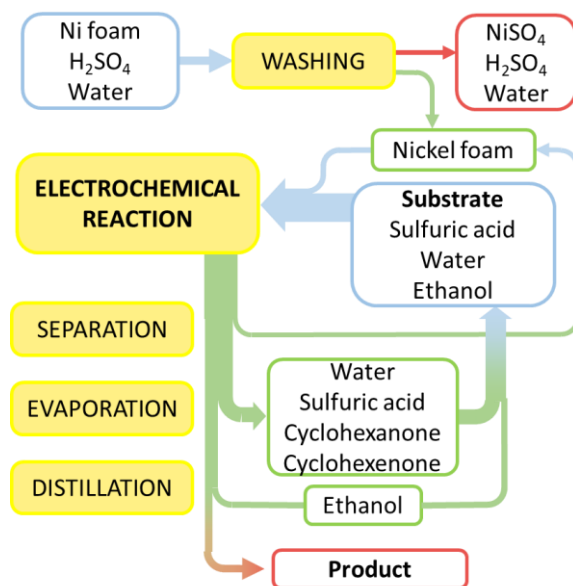 Ni foam
H₂SO₄
Water
WASHING
NiSO₄
H₂SO₄
Water
Nickel foam
ELECTROCHEMICAL
REACTION
Substrate
Sulfuric acid
Water
Ethanol
SEPARATION
EVAPORATION
DISTILLATION
Water
Sulfuric acid
Cyclohexanone
Cyclohexenone
Ethanol
Product